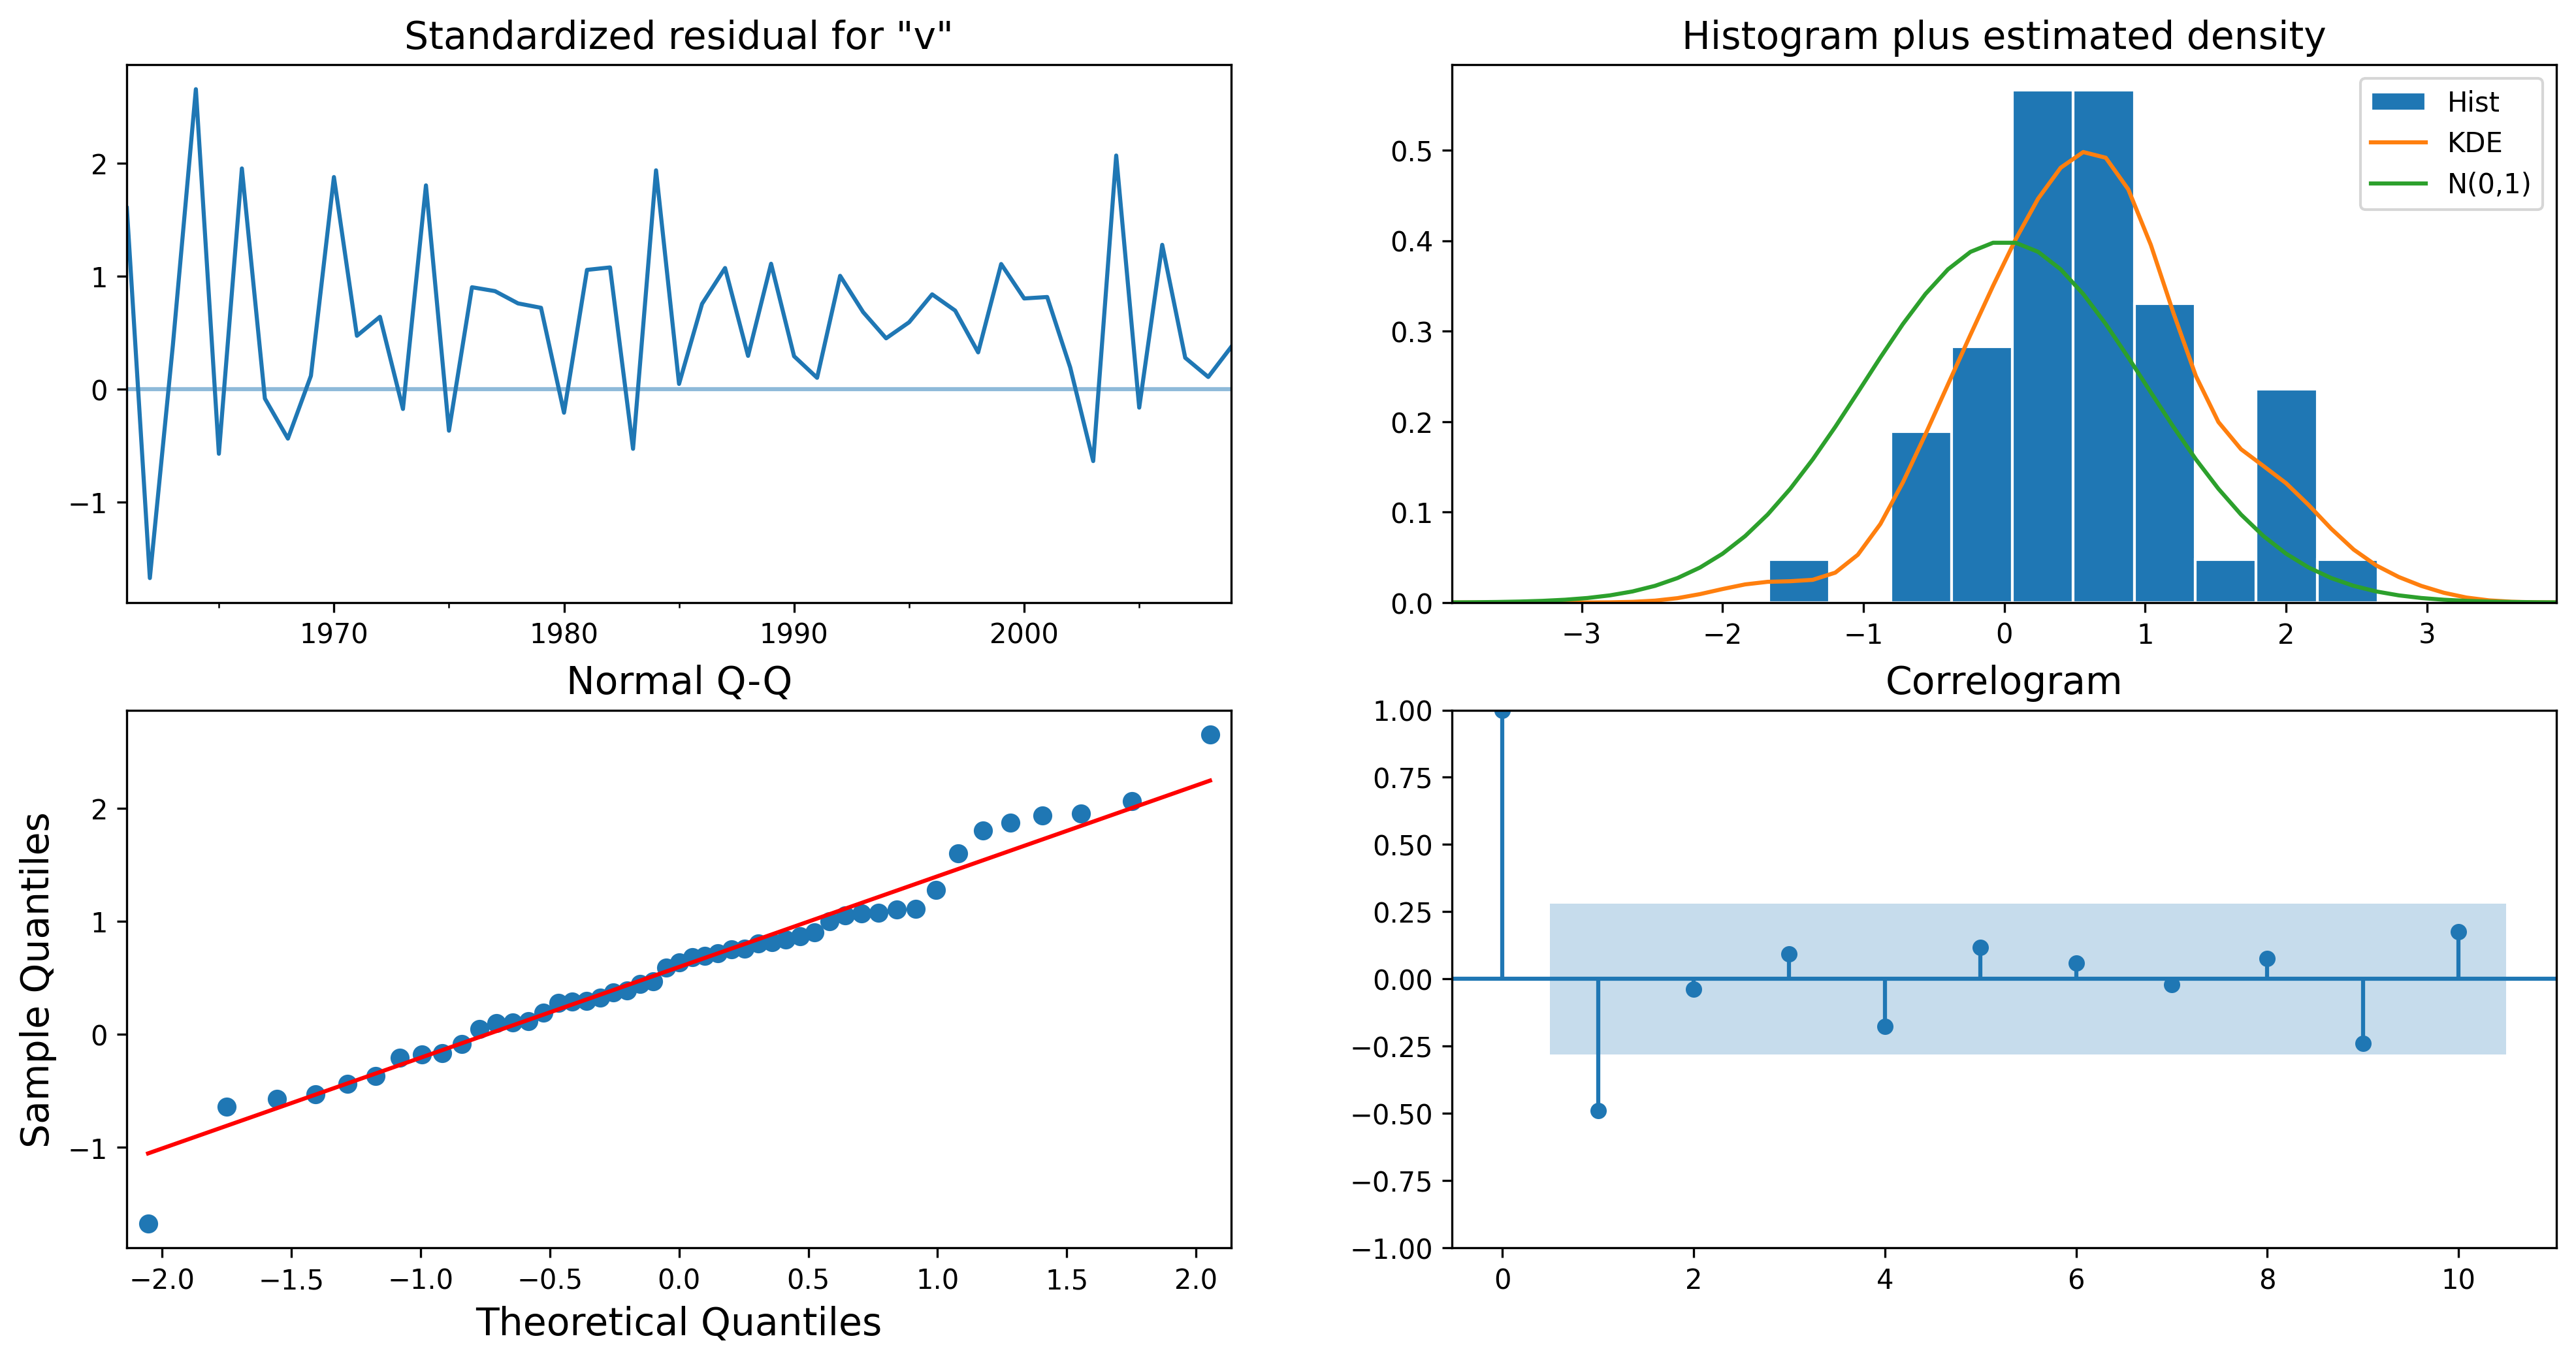 Standardized residual for "v"
2
1
0
−1
1970 1980 1990 2000
Histogram plus estimated density
Hist
KDE
N(0,1)
0.5
0.4
0.3
0.2
0.1
0.0
−3 −2 −1 0 1 2 3
Normal Q-Q
Sample Quantiles
2
1
0
−1
−2.0 −1.5 −1.0 −0.5 0.0 0.5 1.0 1.5 2.0
Theoretical Quantiles
Correlogram
1.00
0.75
0.50
0.25
0.00
−0.25
−0.50
−0.75
−1.00
0 2 4 6 8 10